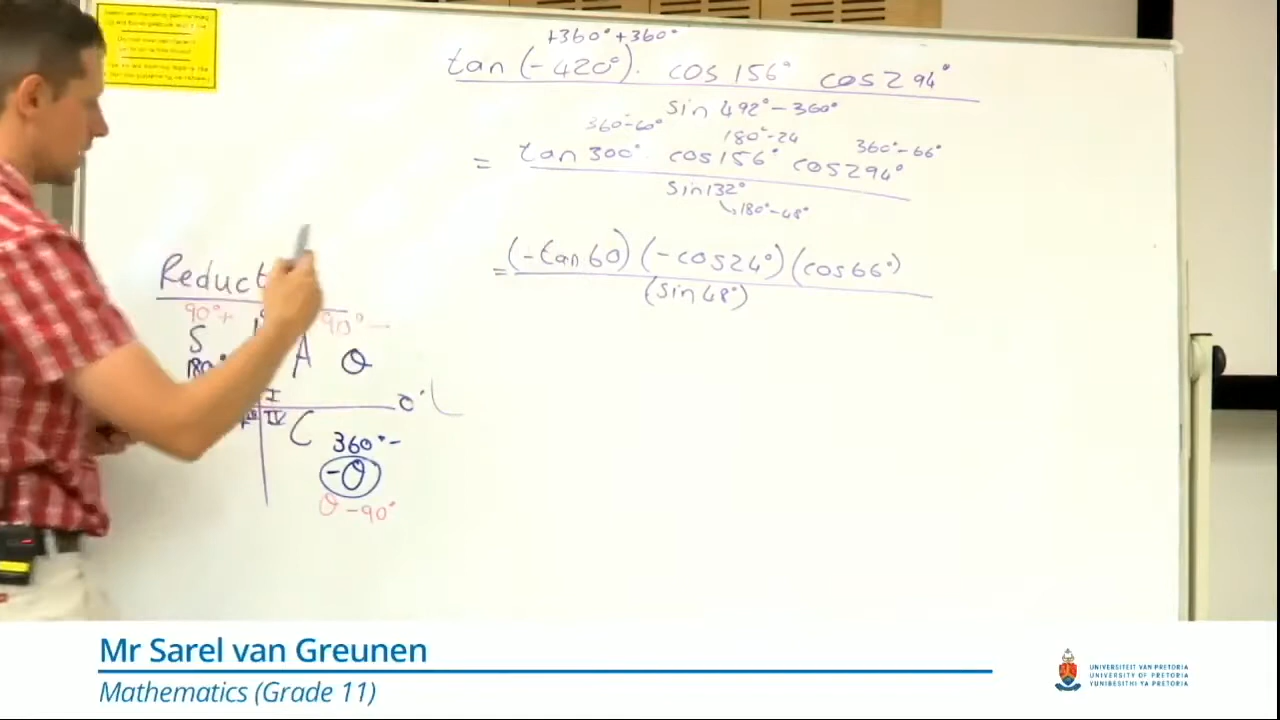 +360°+360°
tan (-420°). cos 156° cos 294°
sin 492° - 360°
360°-60° 180°-24 360°-66°
= tan 300° cos 156° cos 294°
sin 132°
180°-48°
= (-tan 60) (-cos 24°) (cos 66°)
(sin 48°)
Reduct
90°+ 90°-
S A θ
180°
I 0°
IV C
360°-
-θ
θ-90°
Mr Sarel van Greunen
Mathematics (Grade 11)
UNIVERSITEIT VAN PRETORIA
UNIVERSITY OF PRETORIA
YUNIBESITHI YA PRETORIA